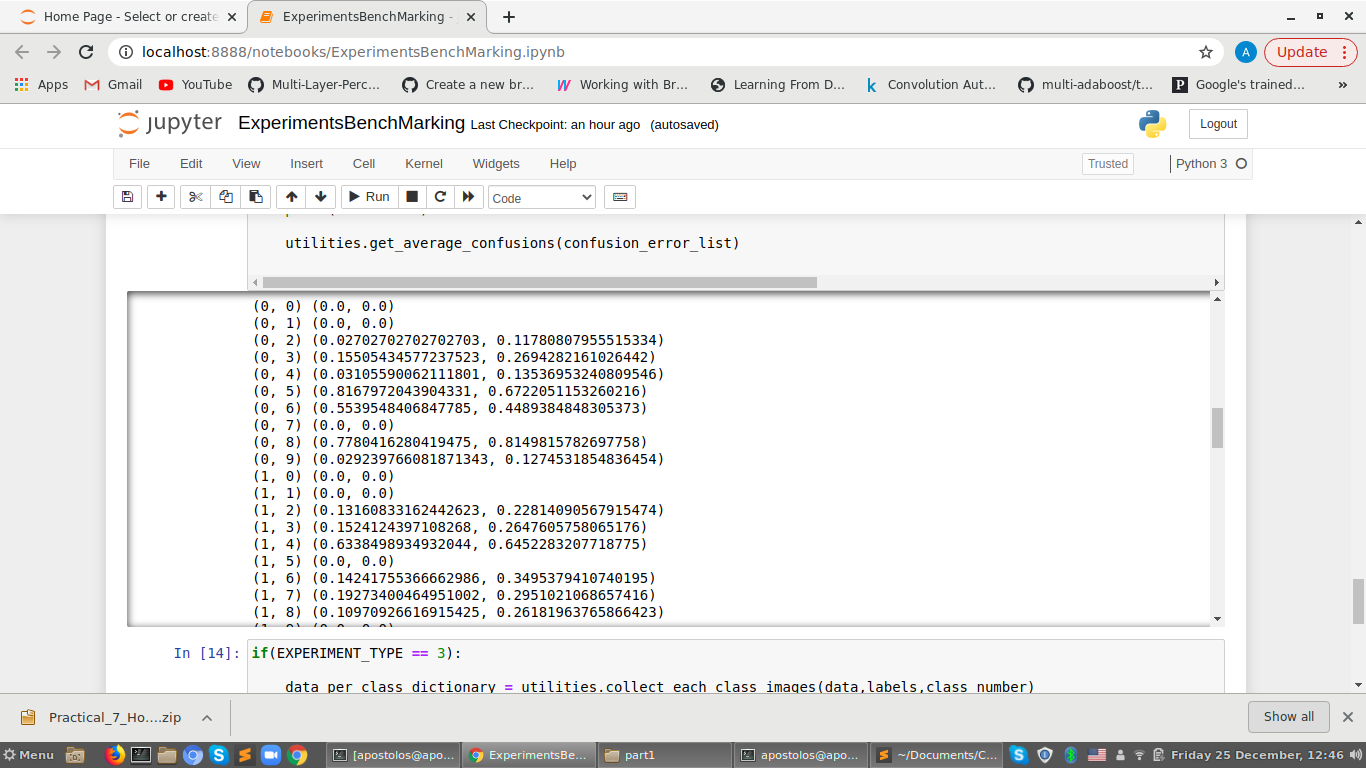 Home Page - Select or create
ExperimentsBenchMarking -
localhost:8888/notebooks/ExperimentsBenchMarking.ipynb
A
Update
Apps
Gmail
YouTube
Multi-Layer-Perc…
Create a new br…
Working with Br…
Learning From D…
Convolution Aut…
multi-adaboost/t…
Google's trained…
»
jupyter ExperimentsBenchMarking Last Checkpoint: an hour ago (autosaved)
Logout
File Edit View Insert Cell Kernel Widgets Help
Trusted
Python 3
Run
Code
utilities.get_average_confusions(confusion_error_list)
(0, 0) (0.0, 0.0)
(0, 1) (0.0, 0.0)
(0, 2) (0.02702702702702703, 0.11780807955515334)
(0, 3) (0.15505434577237523, 0.2694282161026442)
(0, 4) (0.03105590062111801, 0.13536953240809546)
(0, 5) (0.8167972043904331, 0.6722051153260216)
(0, 6) (0.5539548406847785, 0.4489384848305373)
(0, 7) (0.0, 0.0)
(0, 8) (0.7780416280419475, 0.8149815782697758)
(0, 9) (0.029239766081871343, 0.1274531854836454)
(1, 0) (0.0, 0.0)
(1, 1) (0.0, 0.0)
(1, 2) (0.13160833162442623, 0.22814090567915474)
(1, 3) (0.1524124397108268, 0.2647605758065176)
(1, 4) (0.6338498934932044, 0.6452283207718775)
(1, 5) (0.0, 0.0)
(1, 6) (0.14241755366662986, 0.3495379410740195)
(1, 7) (0.19273400464951002, 0.2951021068657416)
(1, 8) (0.10970926616915425, 0.26181963765866423)
In [14]: if(EXPERIMENT_TYPE == 3):
data_per_class_dictionary = utilities.collect_each_class_images(data,labels,class_number)
Practical_7_Ho....zip
Show all
Menu
[apostolos@apo…
ExperimentsBe…
part1
apostolos@apo…
~/Documents/C…
Friday 25 December, 12:46